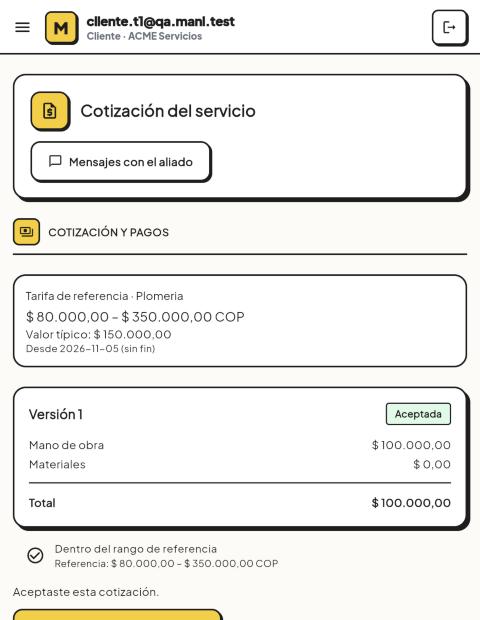 M
cliente.t1@qa.mani.test
Cliente · ACME Servicios
Cotización del servicio
Mensajes con el aliado
COTIZACIÓN Y PAGOS
Tarifa de referencia · Plomeria
$ 80.000,00 – $ 350.000,00 COP
Valor típico: $ 150.000,00
Desde 2026-11-05 (sin fin)
Versión 1 Aceptada
Mano de obra $ 100.000,00
Materiales $ 0,00
Total $ 100.000,00
Dentro del rango de referencia
Referencia: $ 80.000,00 – $ 350.000,00 COP
Aceptaste esta cotización.